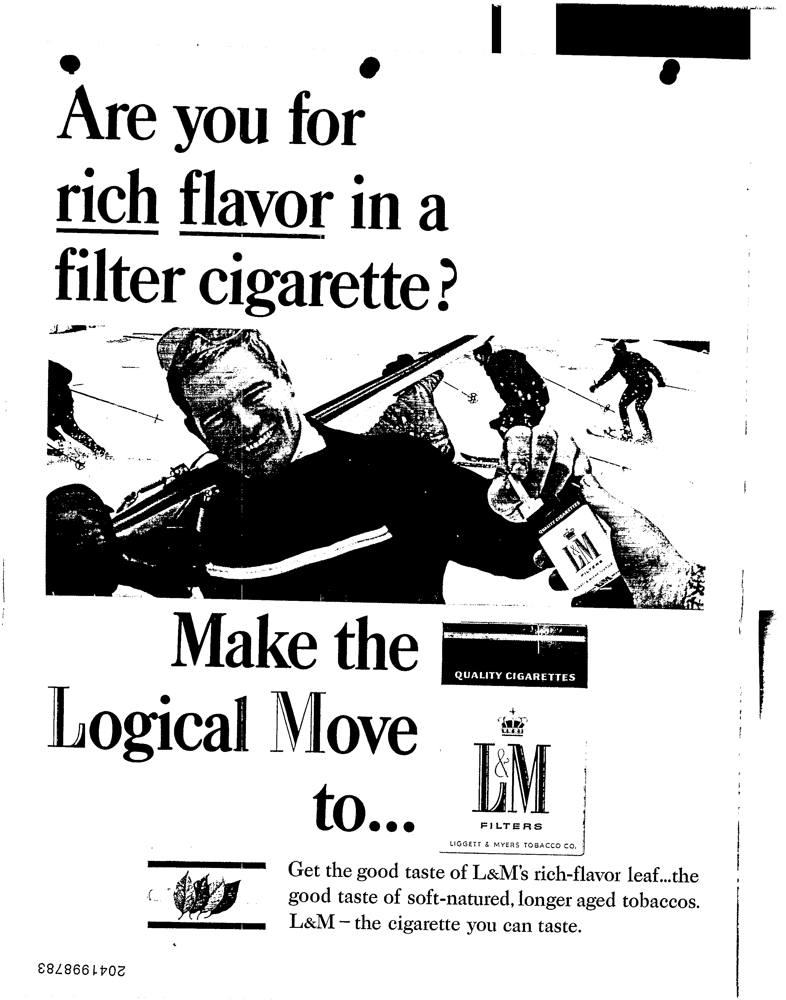 Are you for
rich flavor in a
filter cigarette?
QUALITY CIGARETTES
L&M
FILTERS
Make the
Logical Move
to...
QUALITY CIGARETTES
L&M
FILTERS
LIGGETT & MYERS TOBACCO CO.
Get the good taste of L&M's rich-flavor leaf...the
good taste of soft-natured, longer aged tobaccos.
L&M – the cigarette you can taste.
2041998783